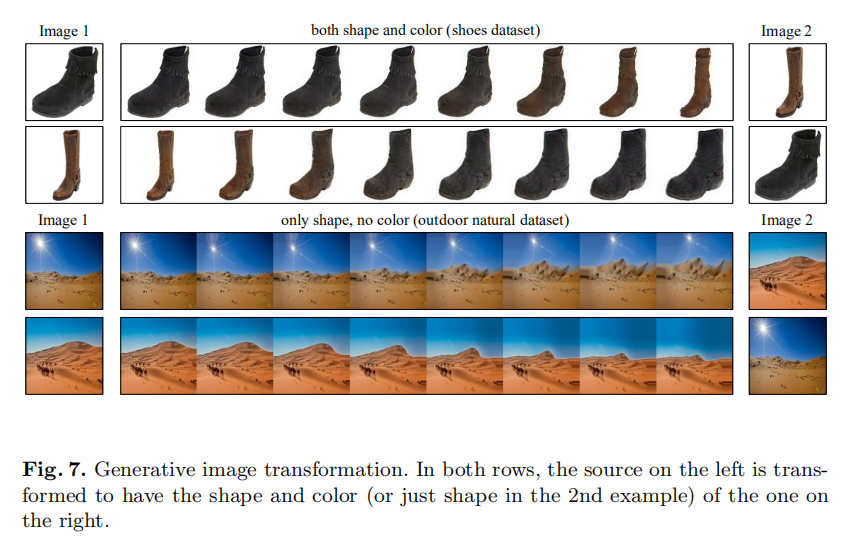 Image 1
both shape and color (shoes dataset)
Image 2
Image 1
only shape, no color (outdoor natural dataset)
Image 2
Fig. 7. Generative image transformation. In both rows, the source on the left is trans-
formed to have the shape and color (or just shape in the 2nd example) of the one on
the right.